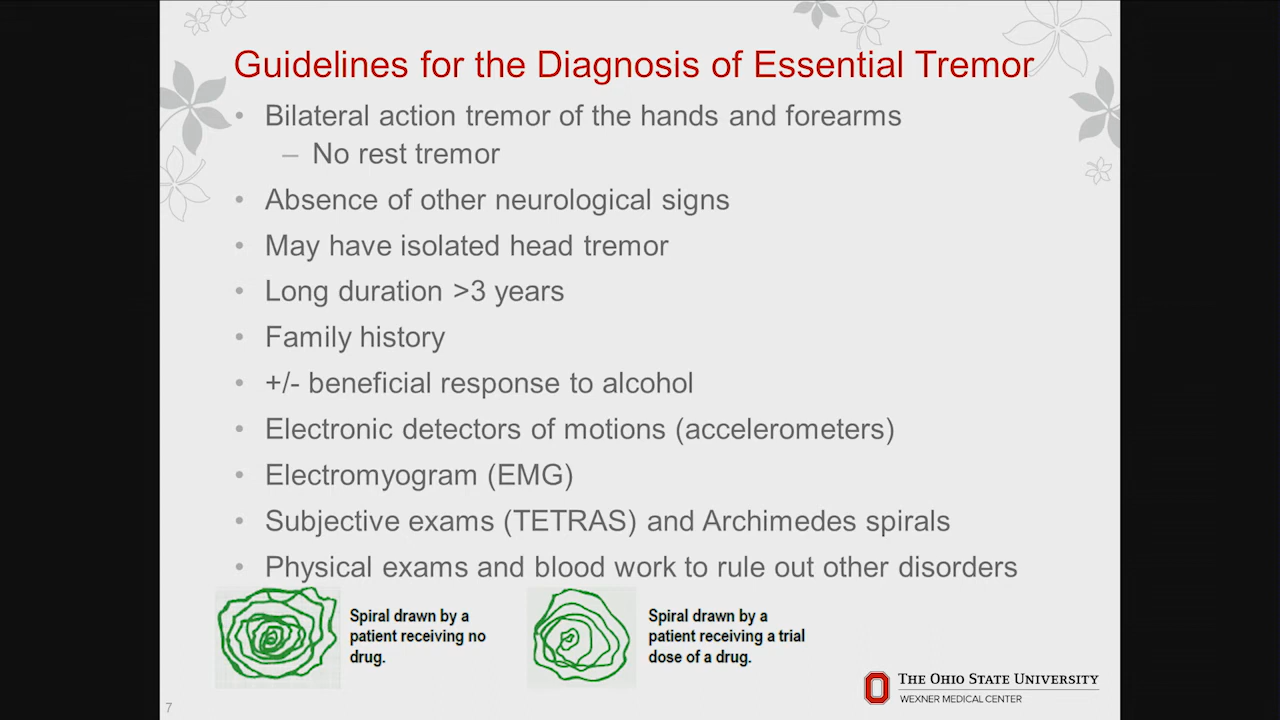 Guidelines for the Diagnosis of Essential Tremor
• Bilateral action tremor of the hands and forearms
– No rest tremor
• Absence of other neurological signs
• May have isolated head tremor
• Long duration >3 years
• Family history
• +/- beneficial response to alcohol
• Electronic detectors of motions (accelerometers)
• Electromyogram (EMG)
• Subjective exams (TETRAS) and Archimedes spirals
• Physical exams and blood work to rule out other disorders
Spiral drawn by a
patient receiving no
drug.
Spiral drawn by a
patient receiving a trial
dose of a drug.
THE OHIO STATE UNIVERSITY
WEXNER MEDICAL CENTER
7